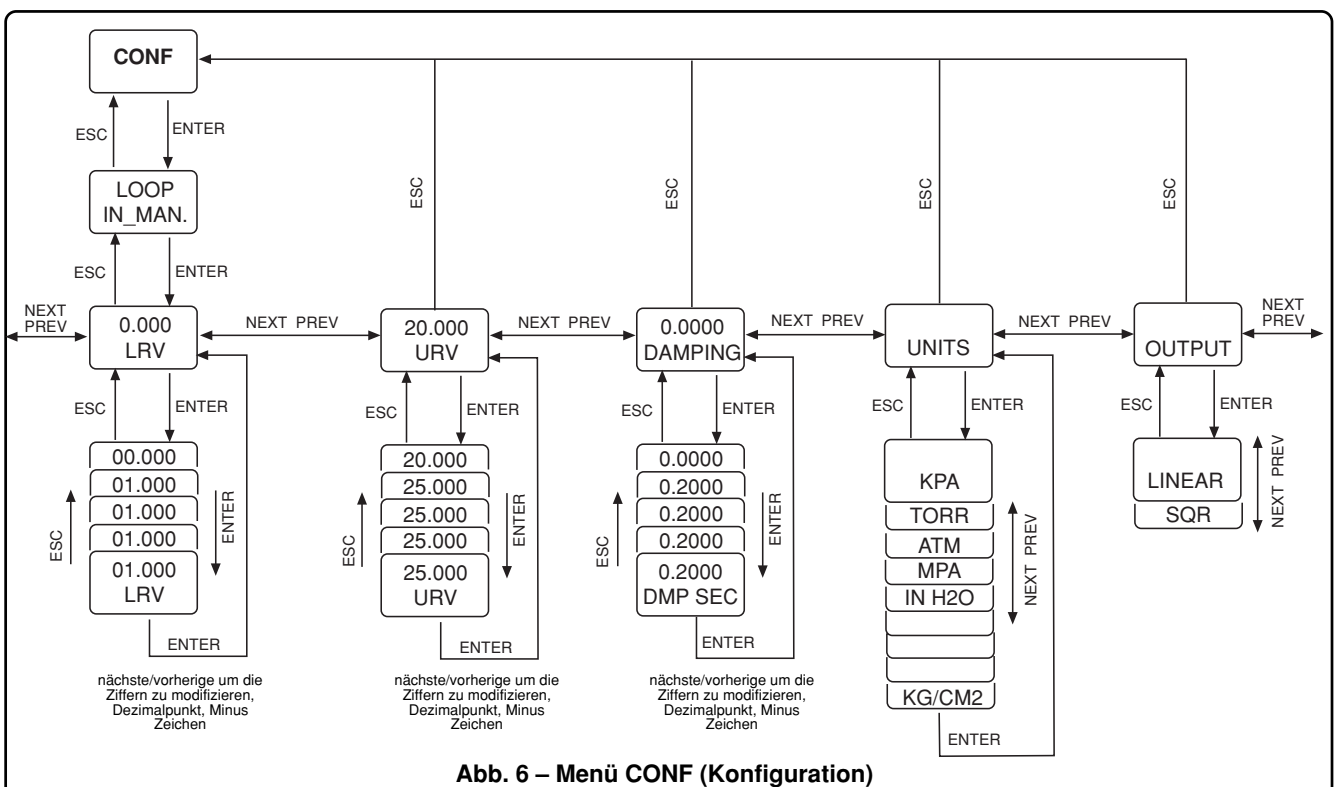 CONF
ESC
ENTER
LOOP
IN_MAN.
ESC
ENTER
ESC
ESC
ESC
ESC
NEXT
PREV
0.000
LRV
NEXT PREV
20.000
URV
NEXT PREV
0.0000
DAMPING
NEXT PREV
UNITS
NEXT PREV
OUTPUT
NEXT
PREV
ESC
ENTER
00.000
01.000
01.000
01.000
01.000
LRV
ESC
ENTER
ENTER
nächste/vorherige um die
Ziffern zu modifizieren,
Dezimalpunkt, Minus
Zeichen
ESC
ENTER
20.000
25.000
25.000
25.000
25.000
URV
ESC
ENTER
ENTER
nächste/vorherige um die
Ziffern zu modifizieren,
Dezimalpunkt, Minus
Zeichen
ESC
ENTER
0.0000
0.2000
0.2000
0.2000
0.2000
DMP SEC
ESC
ENTER
ENTER
nächste/vorherige um die
Ziffern zu modifizieren,
Dezimalpunkt, Minus
Zeichen
ESC
ENTER
KPA
TORR
ATM
MPA
IN H2O
KG/CM2
NEXT PREV
ENTER
ESC
ENTER
LINEAR
SQR
NEXT PREV
Abb. 6 – Menü CONF (Konfiguration)